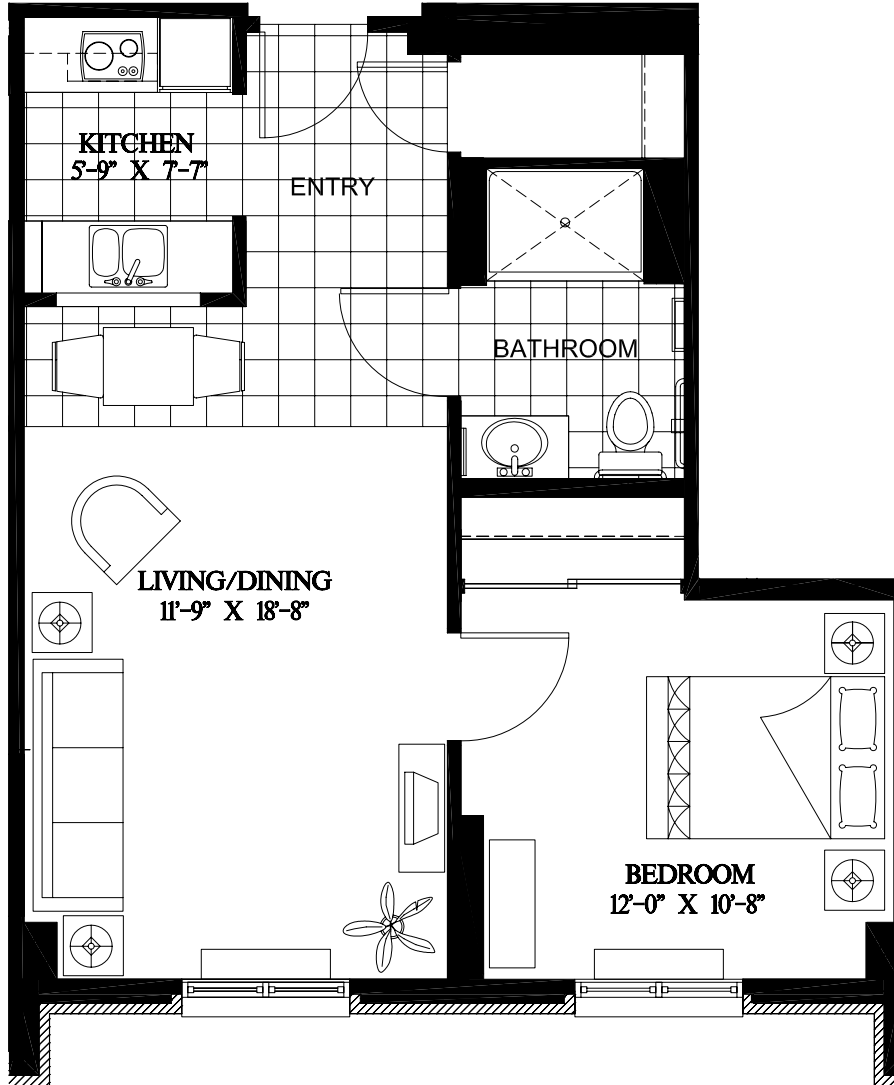 KITCHEN
5'-9" X 7'-7"
ENTRY
BATHROOM
LIVING/DINING
11'-9" X 18'-8"
BEDROOM
12'-0" X 10'-8"